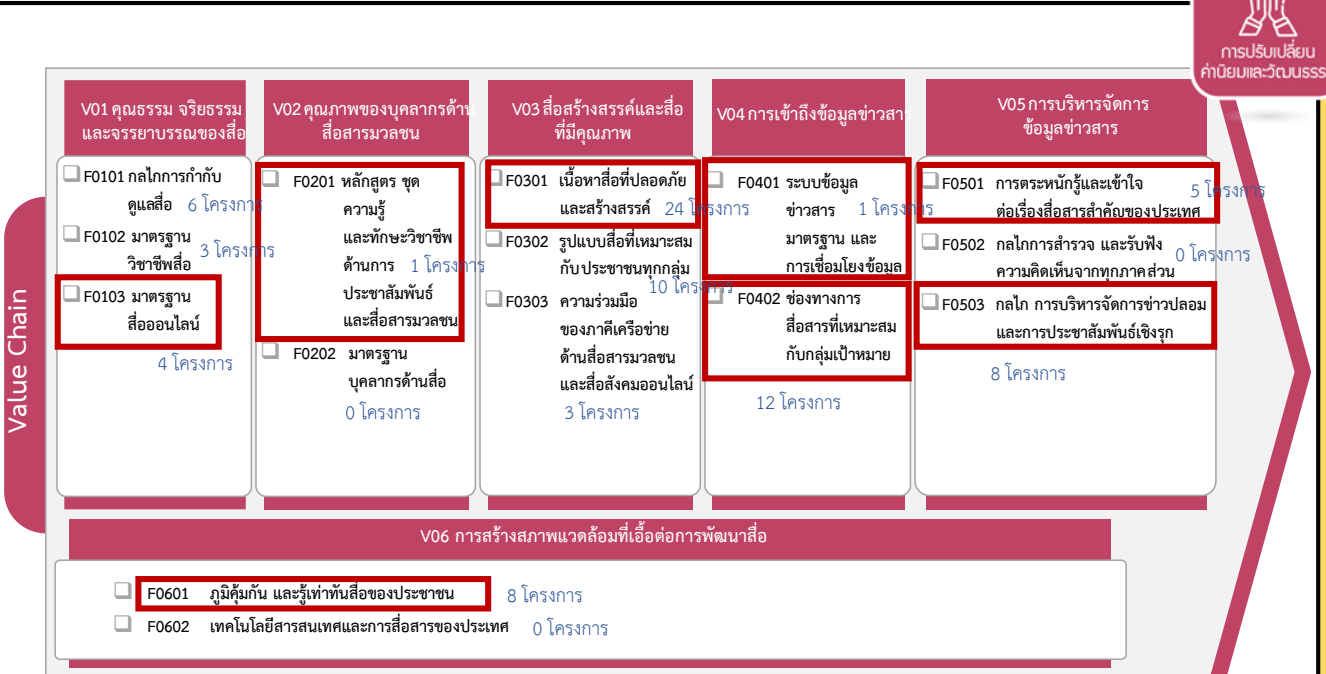 การปรับเปลี่ยน
ค่านิยมและวัฒนธรร
Value Chain
V01 คุณธรรม จริยธรรม
และจรรยาบรรณของสื่อ
F0101 กลไกการกำกับ
ดูแลสื่อ 6 โครงการ
F0102 มาตรฐาน
วิชาชีพสื่อ 3 โครงการ
F0103 มาตรฐาน
สื่อออนไลน์
4 โครงการ
V02 คุณภาพของบุคลากรด้าน
สื่อสารมวลชน
F0201 หลักสูตร ชุด
ความรู้
และทักษะวิชาชีพ
ด้านการ 1 โครงการ
ประชาสัมพันธ์
และสื่อสารมวลชน
F0202 มาตรฐาน
บุคลากรด้านสื่อ
0 โครงการ
V03 สื่อสร้างสรรค์และสื่อ
ที่มีคุณภาพ
F0301 เนื้อหาสื่อที่ปลอดภัย
และสร้างสรรค์ 24 โครงการ
F0302 รูปแบบสื่อที่เหมาะสม
กับประชาชนทุกกลุ่ม
10 โครงการ
F0303 ความร่วมมือ
ของภาคีเครือข่าย
ด้านสื่อสารมวลชน
และสื่อสังคมออนไลน์
3 โครงการ
V04 การเข้าถึงข้อมูลข่าวสาร
F0401 ระบบข้อมูล
ข่าวสาร 1 โครงการ
มาตรฐาน และ
การเชื่อมโยงข้อมูล
F0402 ช่องทางการ
สื่อสารที่เหมาะสม
กับกลุ่มเป้าหมาย
12 โครงการ
V05 การบริหารจัดการ
ข้อมูลข่าวสาร
F0501 การตระหนักรู้และเข้าใจ
ต่อเรื่องสื่อสารสำคัญของประเทศ 5 โครงการ
F0502 กลไกการสำรวจ และรับฟัง
ความคิดเห็นจากทุกภาคส่วน 0 โครงการ
F0503 กลไก การบริหารจัดการข่าวปลอม
และการประชาสัมพันธ์เชิงรุก
8 โครงการ
V06 การสร้างสภาพแวดล้อมที่เอื้อต่อการพัฒนาสื่อ
F0601 ภูมิคุ้มกัน และรู้เท่าทันสื่อของประชาชน 8 โครงการ
F0602 เทคโนโลยีสารสนเทศและการสื่อสารของประเทศ 0 โครงการ